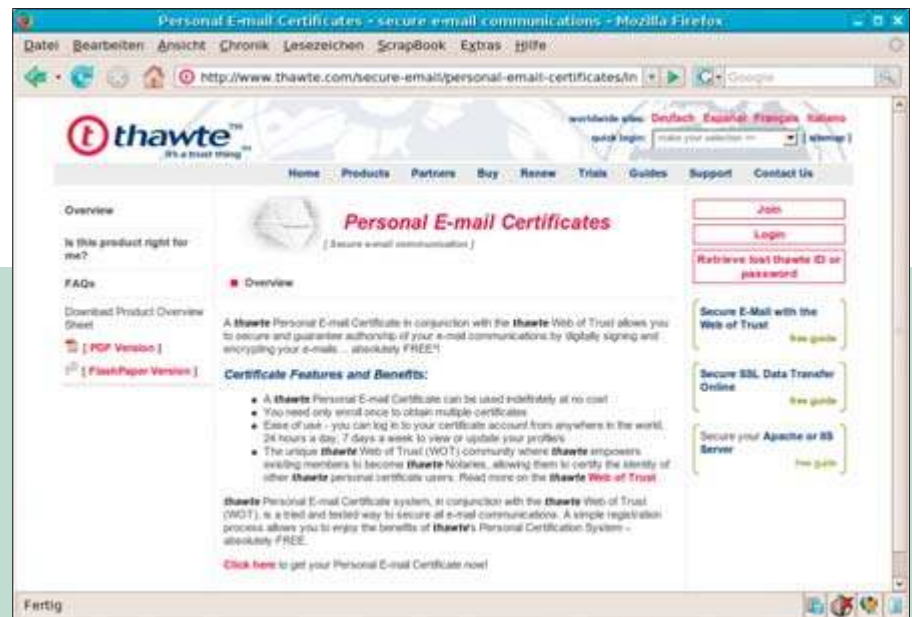 Personal E-mail Certificates - secure e-mail communications - Mozilla Firefox
Datei Bearbeiten Ansicht Chronik Lesezeichen ScrapBook Extras Hilfe
http://www.thawte.com/secure-email/personal-email-certificates/in
Google
thawte™
it's a trust thing™
worldwide sites: Deutsch Español Français Italiano
quick login: make your selection >> [ sitemap ]
Home Products Partners Buy Renew Trials Guides Support Contact Us
Overview
Is this product right for
me?
FAQs
Download Product Overview
Sheet
[ PDF Version ]
[ FlashPaper Version ]
Personal E-mail Certificates
[ Secure e-mail communication ]
Overview
A thawte Personal E-mail Certificate in conjunction with the thawte Web of Trust allows you
to secure and guarantee authorship of your e-mail communications by digitally signing and
encrypting your e-mails ... absolutely FREE*!
Certificate Features and Benefits:
A thawte Personal E-mail Certificate can be used indefinitely at no cost
You need only enroll once to obtain multiple certificates
Ease of use - you can log in to your certificate account from anywhere in the world,
24 hours a day, 7 days a week to view or update your profiles
The unique thawte Web of Trust (WOT) community where thawte empowers
existing members to become thawte Notaries, allowing them to certify the identity of
other thawte personal certificate users. Read more on the thawte Web of Trust
thawte Personal E-mail Certificate system, in conjunction with the thawte Web of Trust
(WOT), is a tried and tested way to secure all e-mail communications. A simple registration
process allows you to enjoy the benefits of thawte's Personal Certification System -
absolutely FREE.
Click here to get your Personal E-mail Certificate now!
Join
Login
Retrieve lost thawte ID or
password
Secure E-Mail with the
Web of Trust
free guide
Secure SSL Data Transfer
Online
free guide
Secure your Apache or IIS
Server
free guide
Fertig